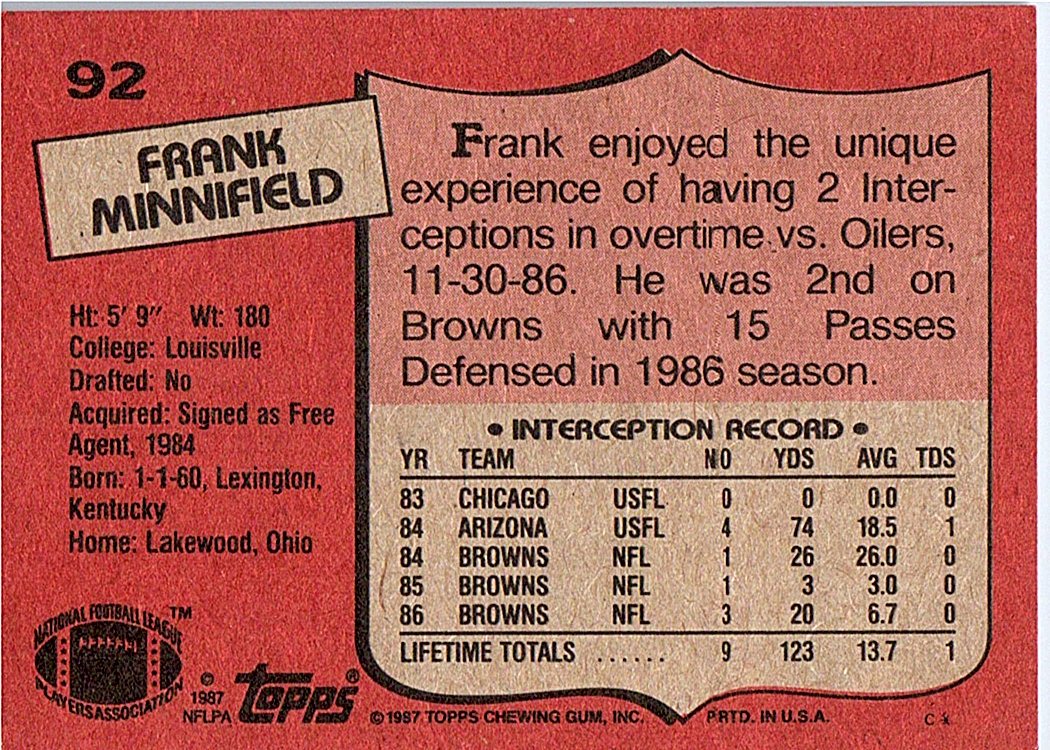 92
FRANK
MINNIFIELD
Frank enjoyed the unique
experience of having 2 Inter-
ceptions in overtime vs. Oilers,
11-30-86. He was 2nd on
Browns with 15 Passes
Defensed in 1986 season.
Ht: 5' 9" Wt: 180
College: Louisville
Drafted: No
Acquired: Signed as Free
Agent, 1984
Born: 1-1-60, Lexington,
Kentucky
Home: Lakewood, Ohio
• INTERCEPTION RECORD •
YR TEAM NO YDS AVG TDS
83 CHICAGO USFL 0 0 0.0 0
84 ARIZONA USFL 4 74 18.5 1
84 BROWNS NFL 1 26 26.0 0
85 BROWNS NFL 1 3 3.0 0
86 BROWNS NFL 3 20 6.7 0
LIFETIME TOTALS ...... 9 123 13.7 1
NATIONAL FOOTBALL LEAGUE ™
PLAYERS ASSOCIATION
©
1987
NFLPA
TOPPS®
©1987 TOPPS CHEWING GUM, INC. PRTD. IN U.S.A. C*